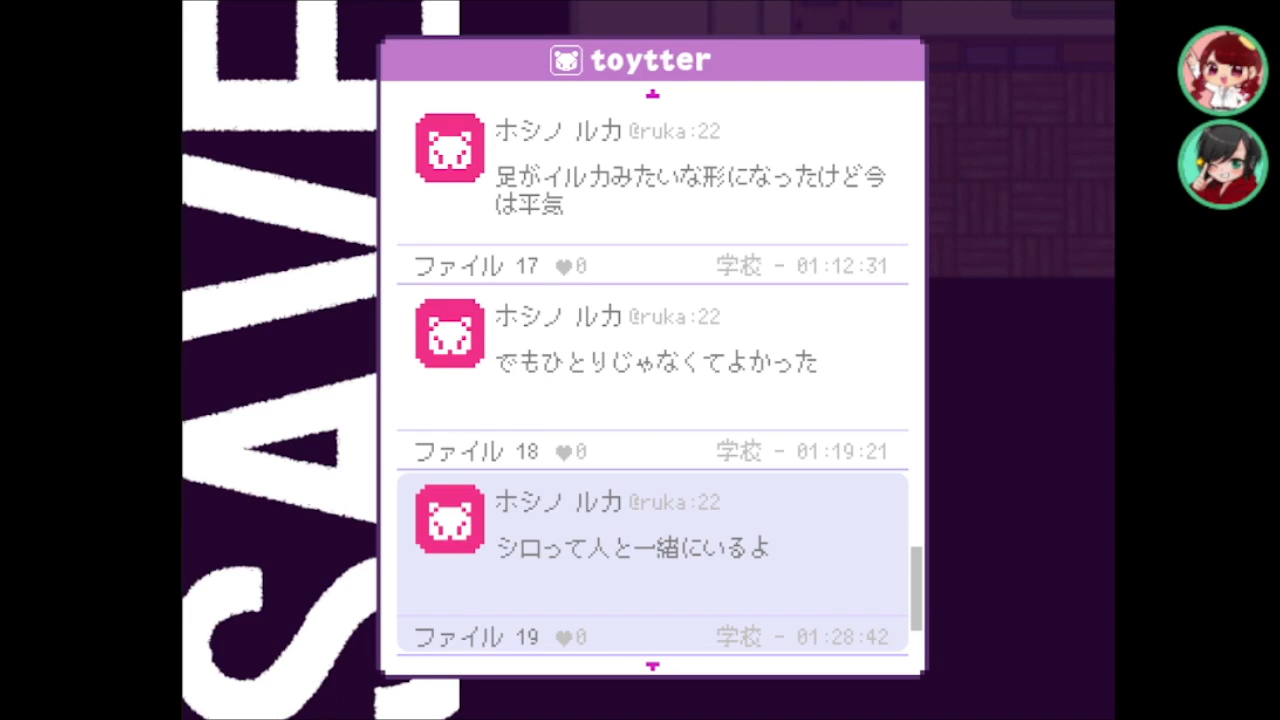 SAVE
toytter
ホシノ ルカ @ruka:22
足がイルカみたいな形になったけど今
は平気
ファイル 17 ♥0 学校 - 01:12:31
ホシノ ルカ @ruka:22
でもひとりじゃなくてよかった
ファイル 18 ♥0 学校 - 01:19:21
ホシノ ルカ @ruka:22
シロって人と一緒にいるよ
ファイル 19 ♥0 学校 - 01:28:42